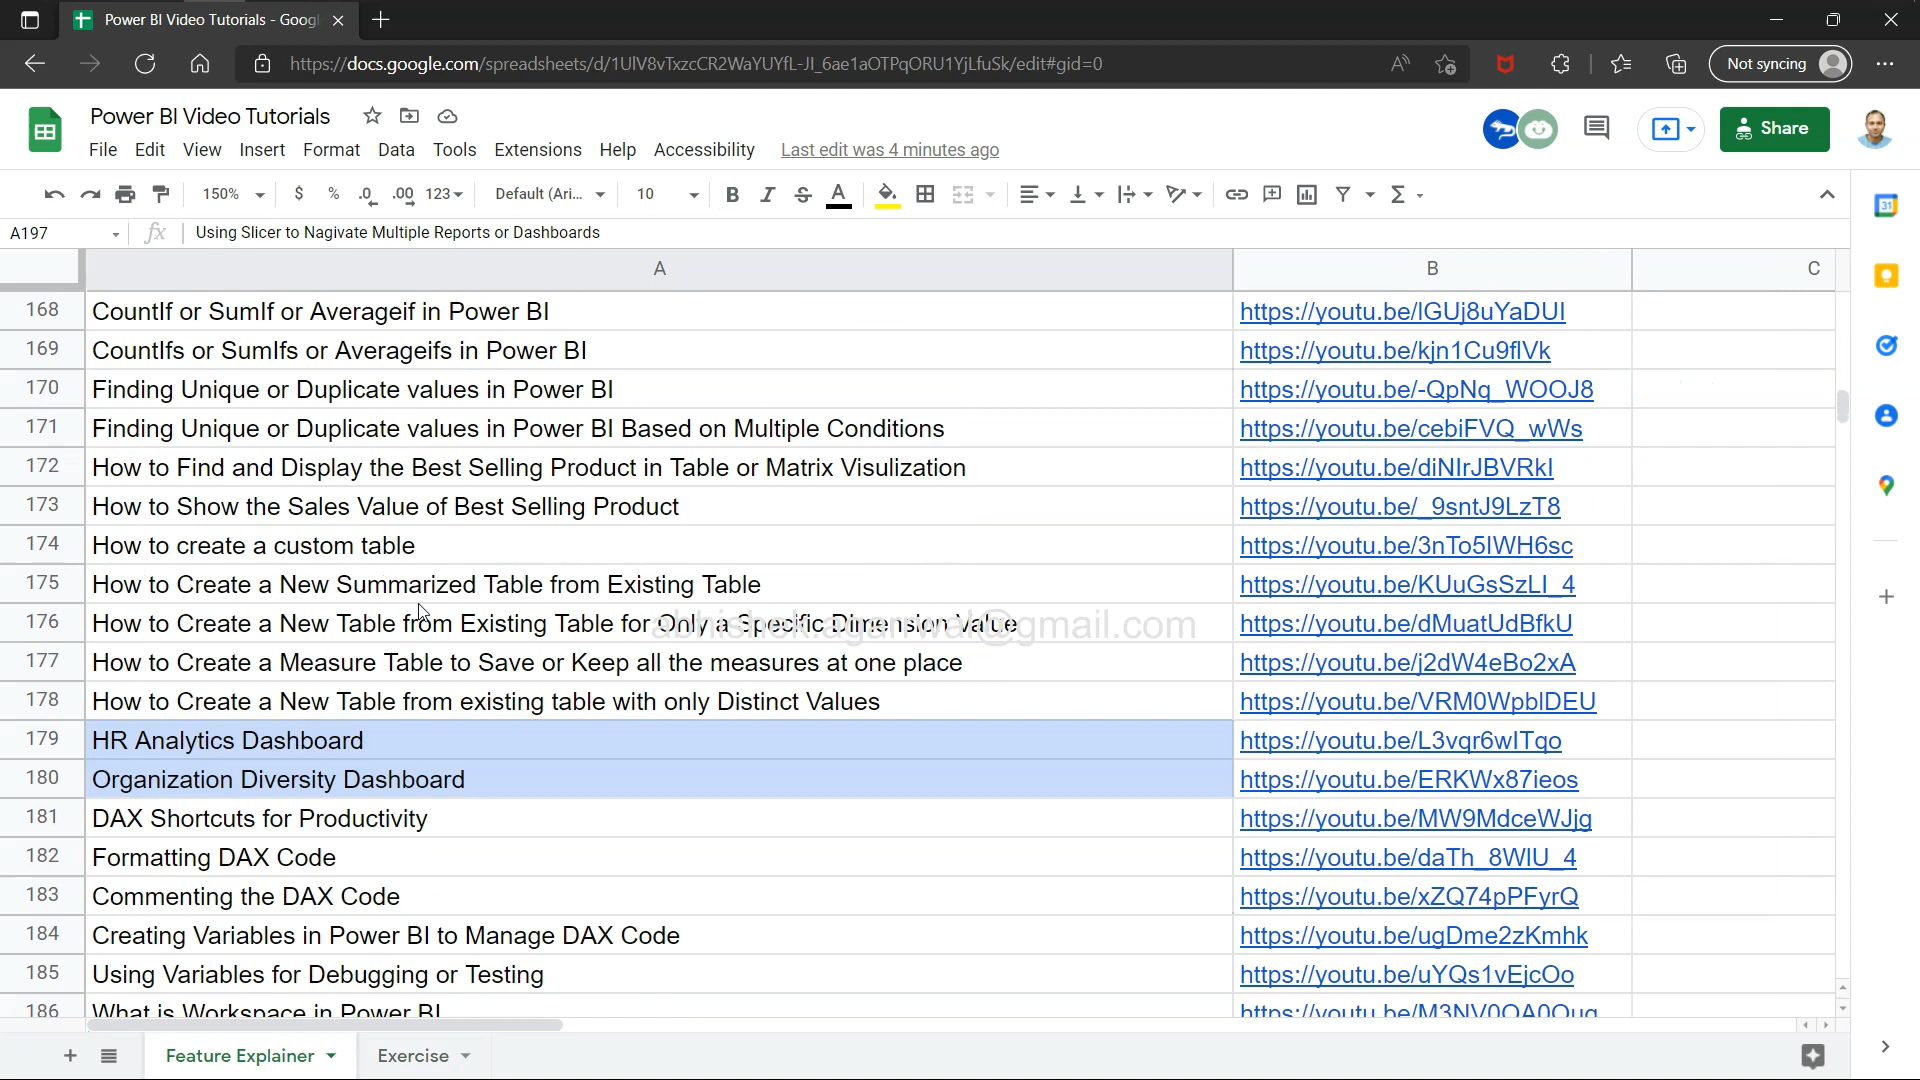 Power BI Video Tutorials - Googl
https://docs.google.com/spreadsheets/d/1UlV8vTxzcCR2WaYUYfL-JI_6ae1aOTPqORU1YjLfuSk/edit#gid=0
Not syncing
Power BI Video Tutorials
File Edit View Insert Format Data Tools Extensions Help Accessibility Last edit was 4 minutes ago
Share
150% $ % .0 .00 123 Default (Ari... 10 B I S A
A197 fx Using Slicer to Nagivate Multiple Reports or Dashboards
A B C
168 CountIf or SumIf or Averageif in Power BI https://youtu.be/lGUj8uYaDUI
169 CountIfs or SumIfs or Averageifs in Power BI https://youtu.be/kjn1Cu9flVk
170 Finding Unique or Duplicate values in Power BI https://youtu.be/-QpNq_WOOJ8
171 Finding Unique or Duplicate values in Power BI Based on Multiple Conditions https://youtu.be/cebiFVQ_wWs
172 How to Find and Display the Best Selling Product in Table or Matrix Visulization https://youtu.be/diNIrJBVRkI
173 How to Show the Sales Value of Best Selling Product https://youtu.be/_9sntJ9LzT8
174 How to create a custom table https://youtu.be/3nTo5IWH6sc
175 How to Create a New Summarized Table from Existing Table https://youtu.be/KUuGsSzLI_4
176 How to Create a New Table from Existing Table for Only a Specific Dimension Value https://youtu.be/dMuatUdBfkU
abhishek.agarrwal@gmail.com
177 How to Create a Measure Table to Save or Keep all the measures at one place https://youtu.be/j2dW4eBo2xA
178 How to Create a New Table from existing table with only Distinct Values https://youtu.be/VRM0WpblDEU
179 HR Analytics Dashboard https://youtu.be/L3vqr6wITqo
180 Organization Diversity Dashboard https://youtu.be/ERKWx87ieos
181 DAX Shortcuts for Productivity https://youtu.be/MW9MdceWJjg
182 Formatting DAX Code https://youtu.be/daTh_8WIU_4
183 Commenting the DAX Code https://youtu.be/xZQ74pPFyrQ
184 Creating Variables in Power BI to Manage DAX Code https://youtu.be/ugDme2zKmhk
185 Using Variables for Debugging or Testing https://youtu.be/uYQs1vEjcOo
186 What is Workspace in Power BI
Feature Explainer Exercise